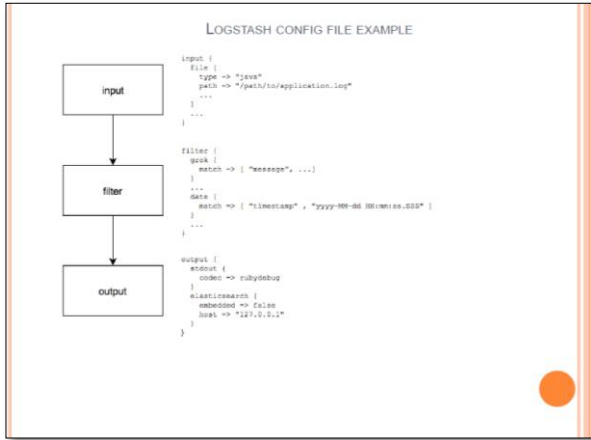 LOGSTASH CONFIG FILE EXAMPLE
input
input {
file {
type => "java"
path => "/path/to/application.log"
...
}
...
}
filter
filter {
grok {
match => [ "message", ...]
}
...
date {
match => [ "timestamp" , "yyyy-MM-dd HH:mm:ss.SSS" ]
}
...
}
output
output {
stdout {
codec => rubydebug
}
elasticsearch {
embedded => false
host => "127.0.0.1"
}
}